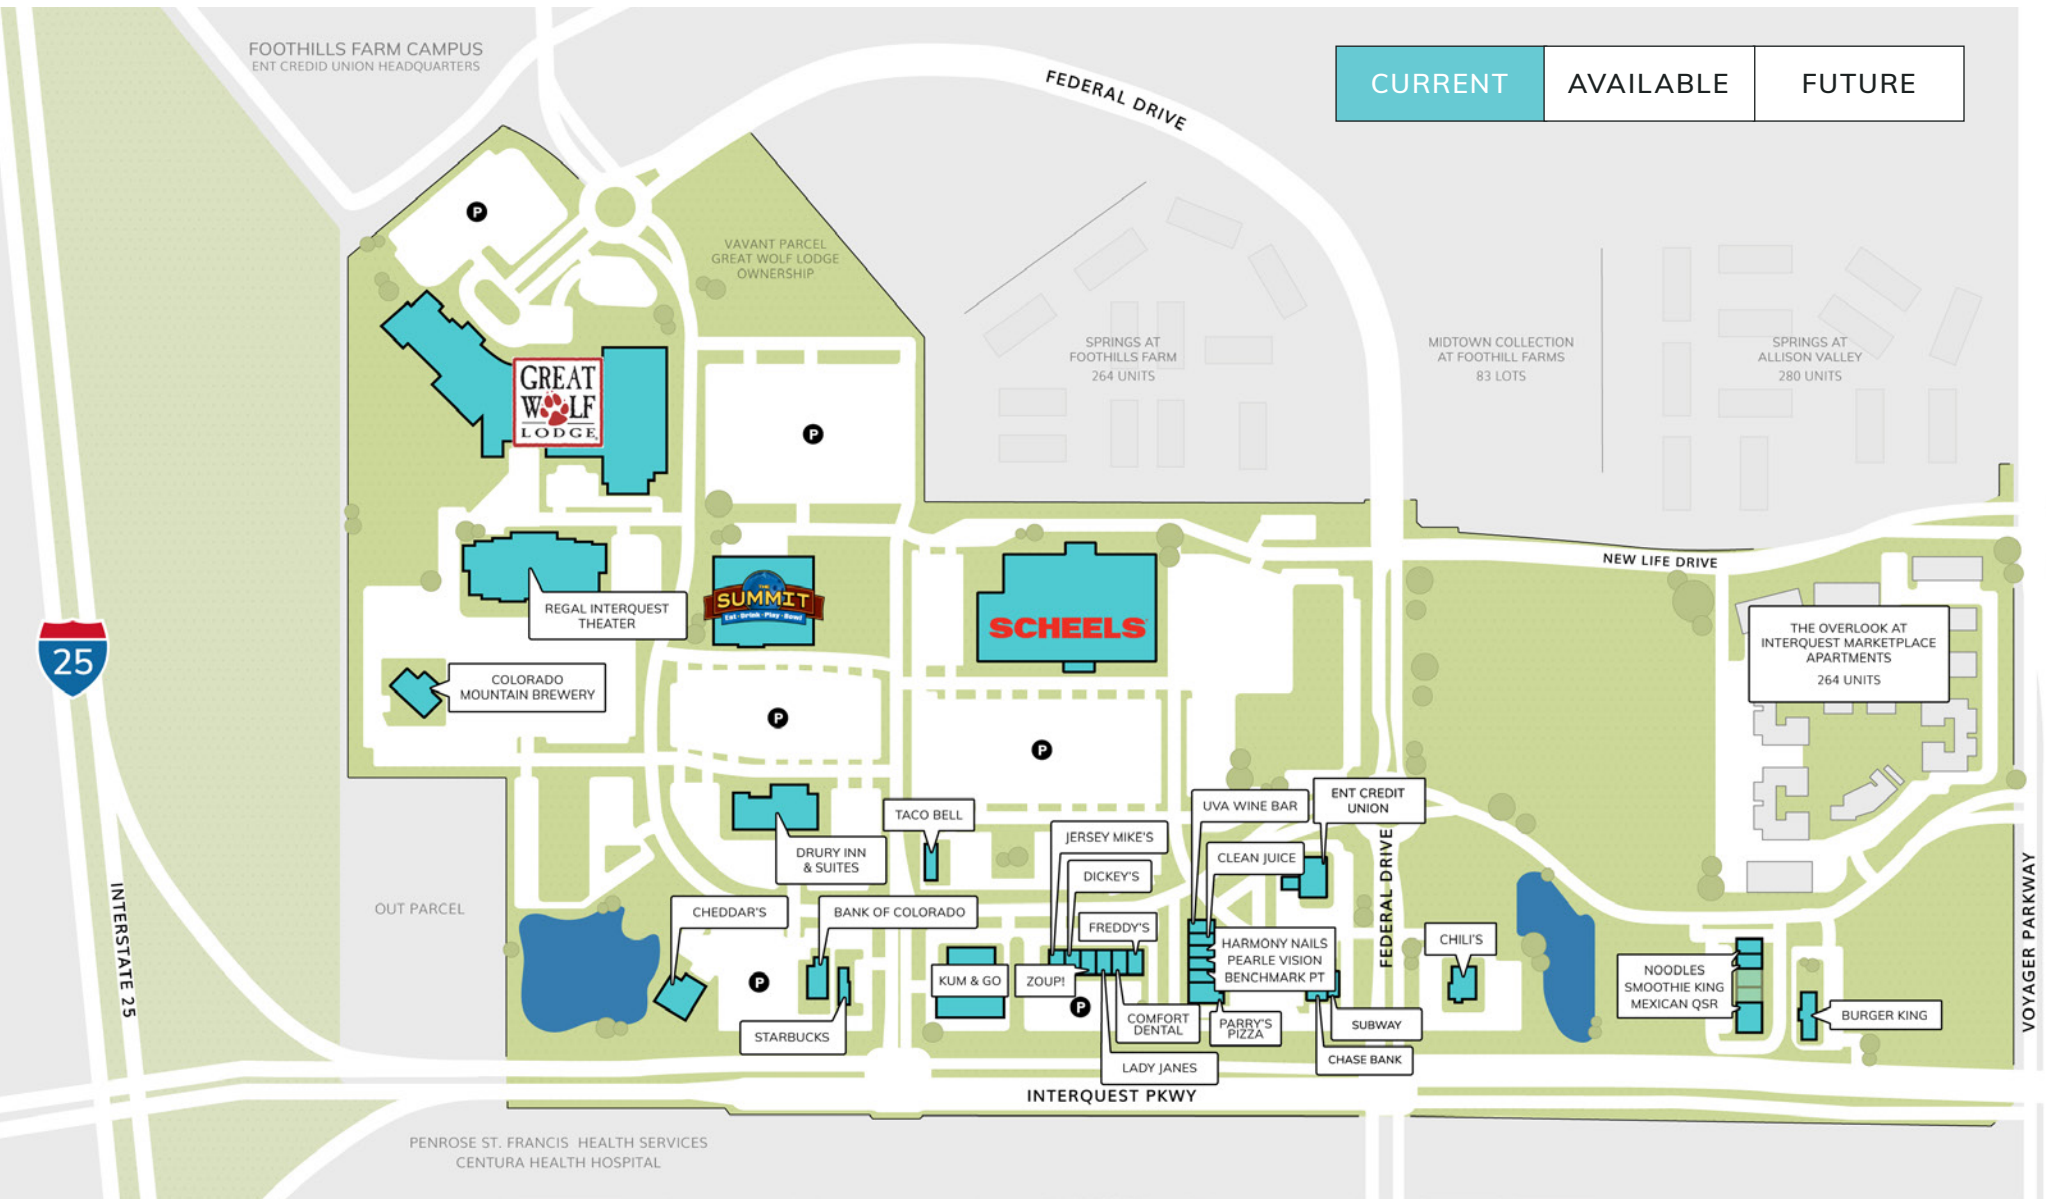 FOOTHILLS FARM CAMPUS
ENT CREDID UNION HEADQUARTERS
FEDERAL DRIVE
CURRENT
AVAILABLE
FUTURE
P
VAVANT PARCEL
GREAT WOLF LODGE
OWNERSHIP
GREAT
WOLF
LODGE
P
SPRINGS AT
FOOTHILLS FARM
264 UNITS
MIDTOWN COLLECTION
AT FOOTHILL FARMS
83 LOTS
SPRINGS AT
ALLISON VALLEY
280 UNITS
NEW LIFE DRIVE
REGAL INTERQUEST
THEATER
THE
SUMMIT
Eat · Drink · Play · Bowl
SCHEELS
THE OVERLOOK AT
INTERQUEST MARKETPLACE
APARTMENTS
264 UNITS
25
COLORADO
MOUNTAIN BREWERY
P
P
TACO BELL
UVA WINE BAR
ENT CREDIT
UNION
JERSEY MIKE'S
DRURY INN
& SUITES
CLEAN JUICE
DICKEY'S
FEDERAL DRIVE
INTERSTATE 25
OUT PARCEL
CHEDDAR'S
BANK OF COLORADO
FREDDY'S
HARMONY NAILS
PEARLE VISION
BENCHMARK PT
CHILI'S
VOYAGER PARKWAY
P
KUM & GO
ZOUP!
P
NOODLES
SMOOTHIE KING
MEXICAN QSR
BURGER KING
STARBUCKS
COMFORT
DENTAL
PARRY'S
PIZZA
SUBWAY
LADY JANES
CHASE BANK
INTERQUEST PKWY
PENROSE ST. FRANCIS HEALTH SERVICES
CENTURA HEALTH HOSPITAL